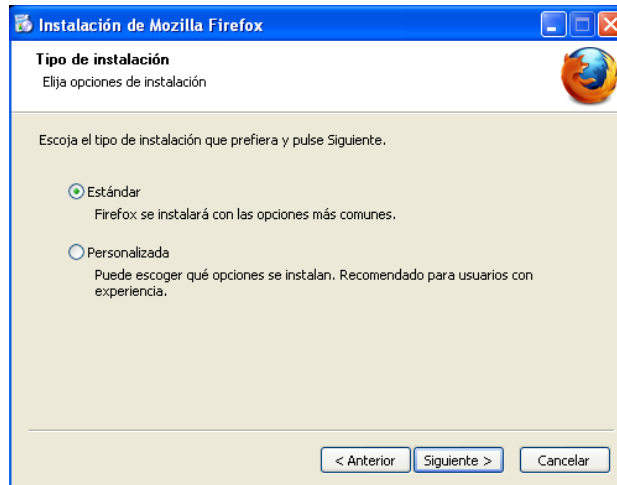 Instalación de Mozilla Firefox
Tipo de instalación
Elija opciones de instalación
Escoja el tipo de instalación que prefiera y pulse Siguiente.
Estándar
Firefox se instalará con las opciones más comunes.
Personalizada
Puede escoger qué opciones se instalan. Recomendado para usuarios con
experiencia.
< Anterior Siguiente > Cancelar